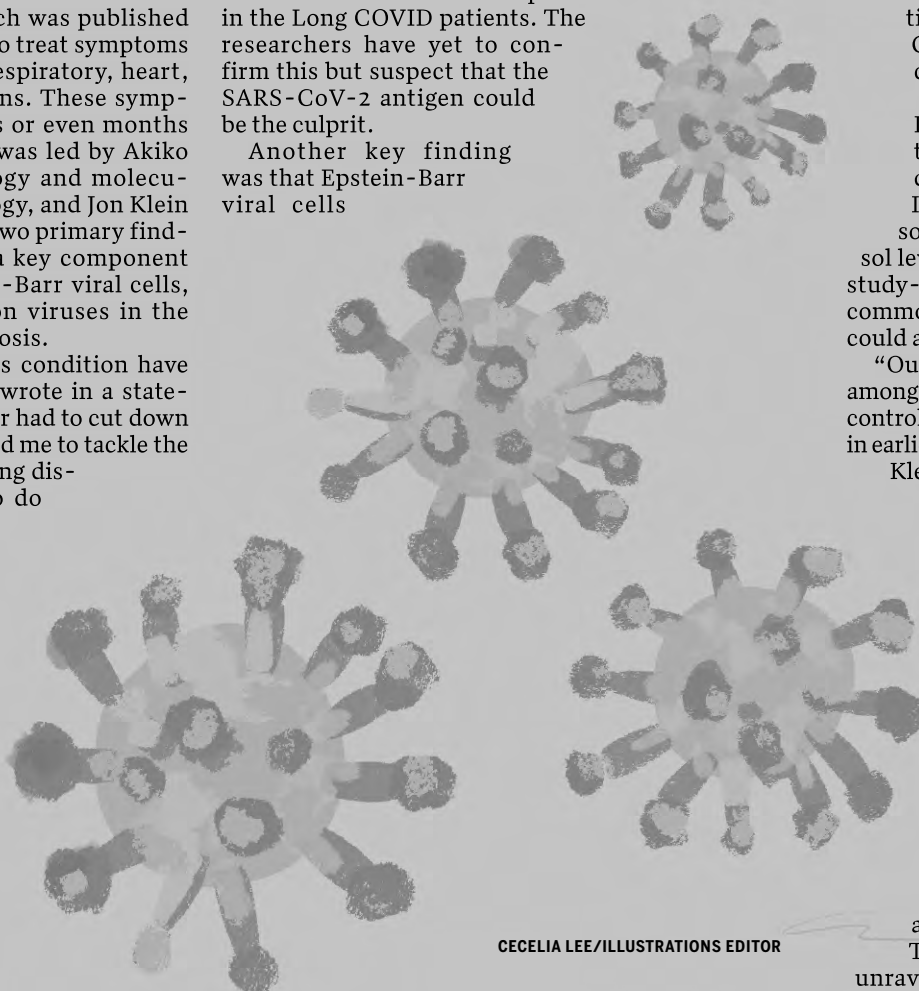 ch was published
o treat symptoms
espiratory, heart,
ns. These symp-
s or even months
was led by Akiko
ogy and molecu-
gy, and Jon Klein
wo primary find-
a key component
-Barr viral cells,
on viruses in the
osis.
s condition have
wrote in a state-
r had to cut down
d me to tackle the
ng dis-
o do
in the Long COVID patients. The
researchers have yet to con-
firm this but suspect that the
SARS-CoV-2 antigen could
be the culprit.
Another key finding
was that Epstein-Barr
viral cells
ti
so
sol lev
study-
commo
could a
“Ou
among
control
in earli
Kle
CECELIA LEE/ILLUSTRATIONS EDITOR
a
T
unrav